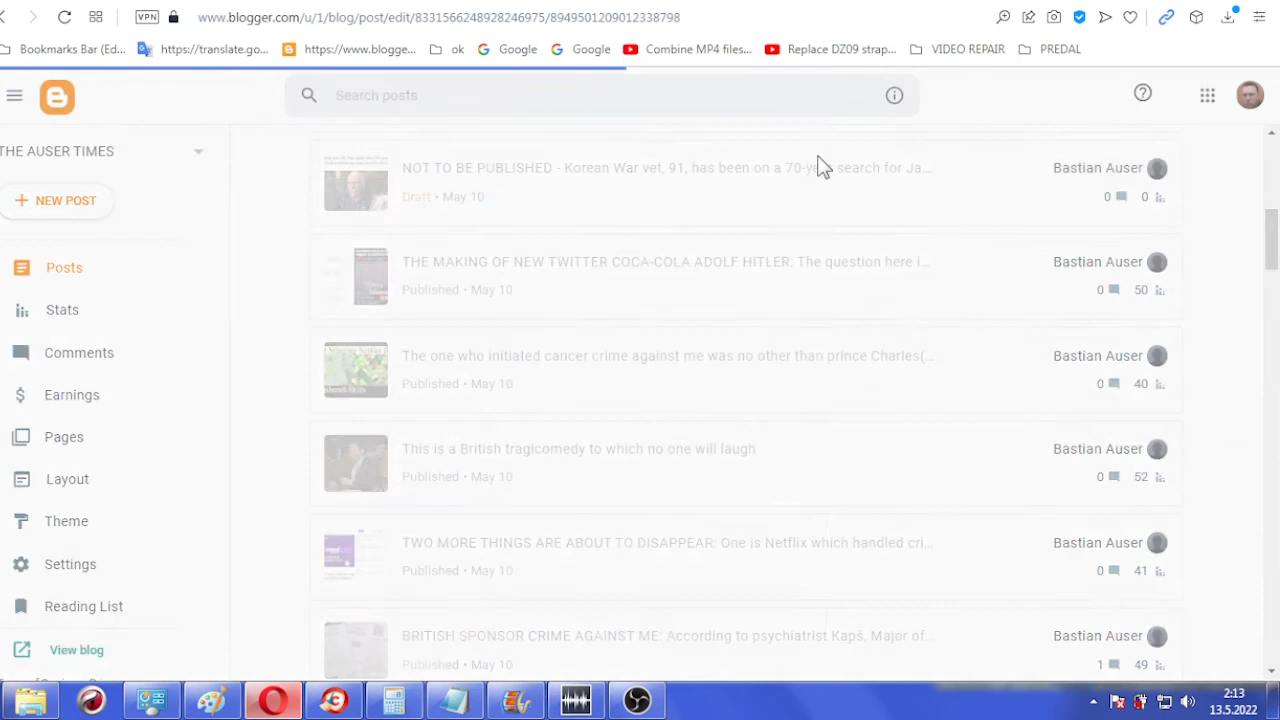 VPN
www.blogger.com/u/1/blog/post/edit/8331566248928246975/8949501209012338798
Bookmarks Bar (Ed...
https://translate.go...
https://www.blogge...
ok
Google
Google
Combine MP4 files...
Replace DZ09 strap...
VIDEO REPAIR
PREDAL
Search posts
THE AUSER TIMES
NEW POST
Posts
Stats
Comments
Earnings
Pages
Layout
Theme
Settings
Reading List
View blog
NOT TO BE PUBLISHED - Korean War vet, 91, has been on a 70-year search for Ja...
Bastian Auser
Draft • May 10
0 0
THE MAKING OF NEW TWITTER COCA-COLA ADOLF HITLER: The question here i...
Bastian Auser
Published • May 10
0 50
The one who initiated cancer crime against me was no other than prince Charles(...
Bastian Auser
Published • May 10
0 40
This is a British tragicomedy to which no one will laugh
Bastian Auser
Published • May 10
0 52
TWO MORE THINGS ARE ABOUT TO DISAPPEAR: One is Netflix which handled cri...
Bastian Auser
Published • May 10
0 41
BRITISH SPONSOR CRIME AGAINST ME: According to psychiatrist Kapš, Major of...
Bastian Auser
Published • May 10
1 49
2:13
13.5.2022